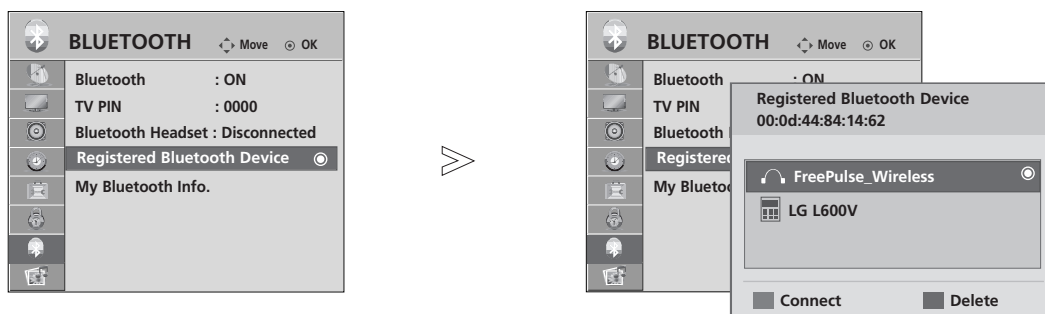 BLUETOOTH Move OK
Bluetooth : ON
TV PIN : 0000
Bluetooth Headset : Disconnected
Registered Bluetooth Device
My Bluetooth Info.
BLUETOOTH Move OK
Bluetooth : ON
TV PIN
Bluetooth
Registered
My Bluetoo
Registered Bluetooth Device
00:0d:44:84:14:62
FreePulse_Wireless
LG L600V
Connect Delete